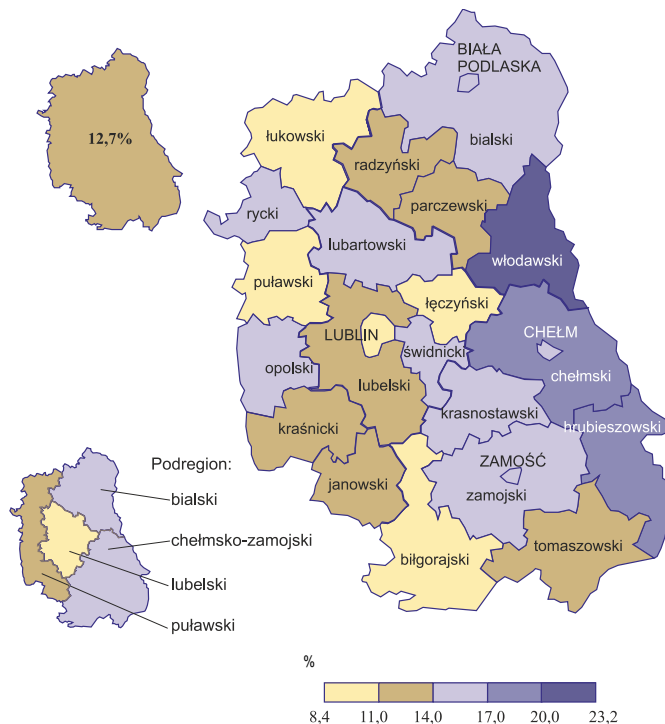 BIAŁA
PODLASKA
12,7%
łukowski
bialski
radzyński
parczewski
rycki
lubartowski
włodawski
puławski
łęczyński
LUBLIN
CHEŁM
świdnicki
opolski
chełmski
lubelski
krasnostawski
hrubieszowski
kraśnicki
ZAMOŚĆ
Podregion:
janowski
zamojski
bialski
chełmsko-zamojski
tomaszowski
biłgorajski
lubelski
puławski
%
8,4 11,0 14,0 17,0 20,0 23,2